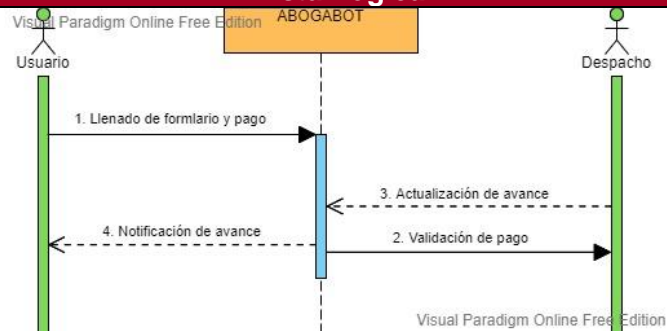 Visual Paradigm Online Free Edition
ABOGABOT
Usuario
Despacho
1. Llenado de formlario y pago
3. Actualización de avance
4. Notificación de avance
2. Validación de pago
Visual Paradigm Online Free Edition